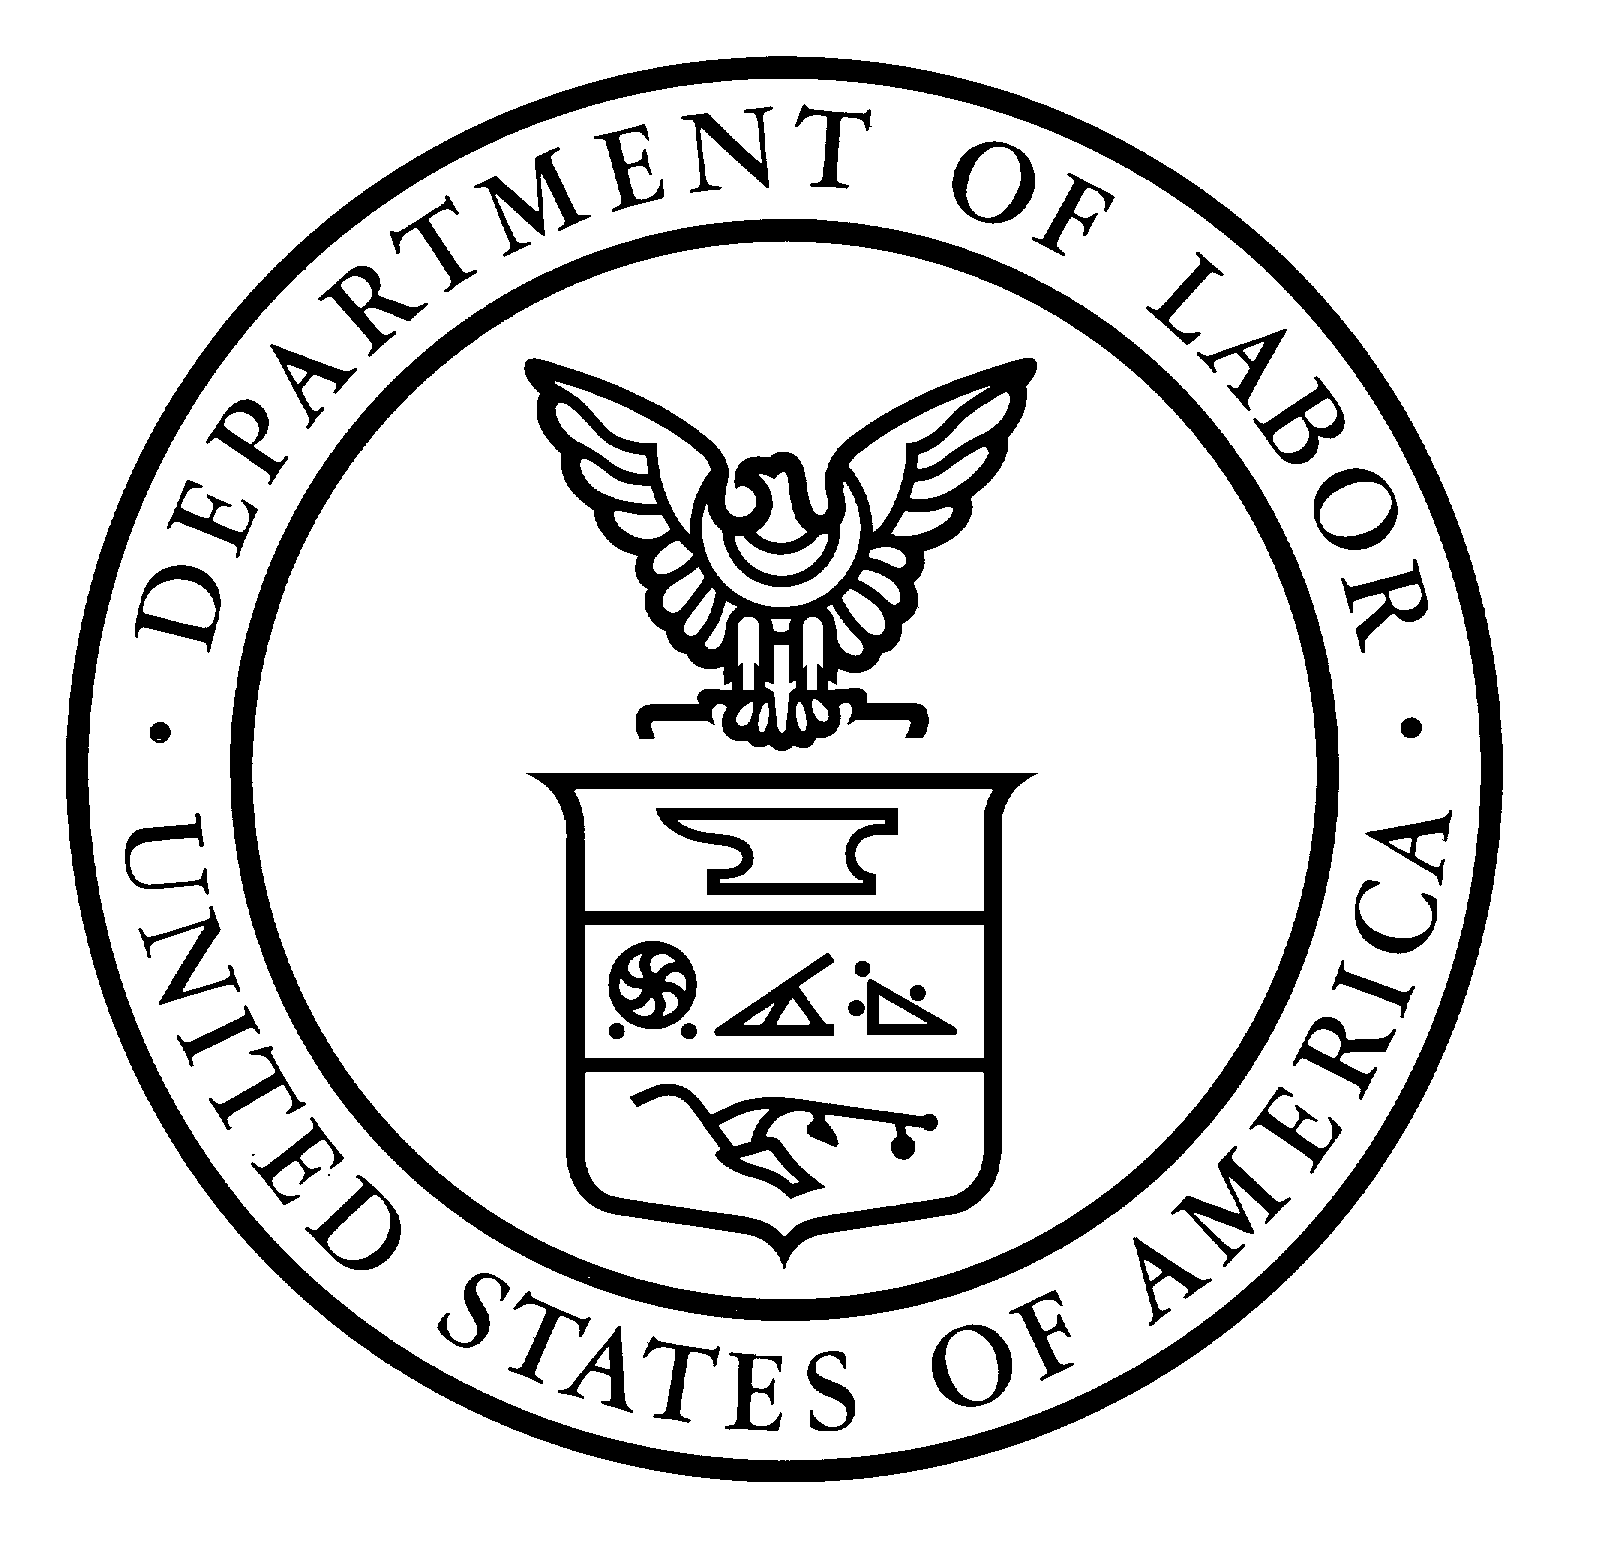 DEPARTMENT OF LABOR
UNITED STATES OF AMERICA